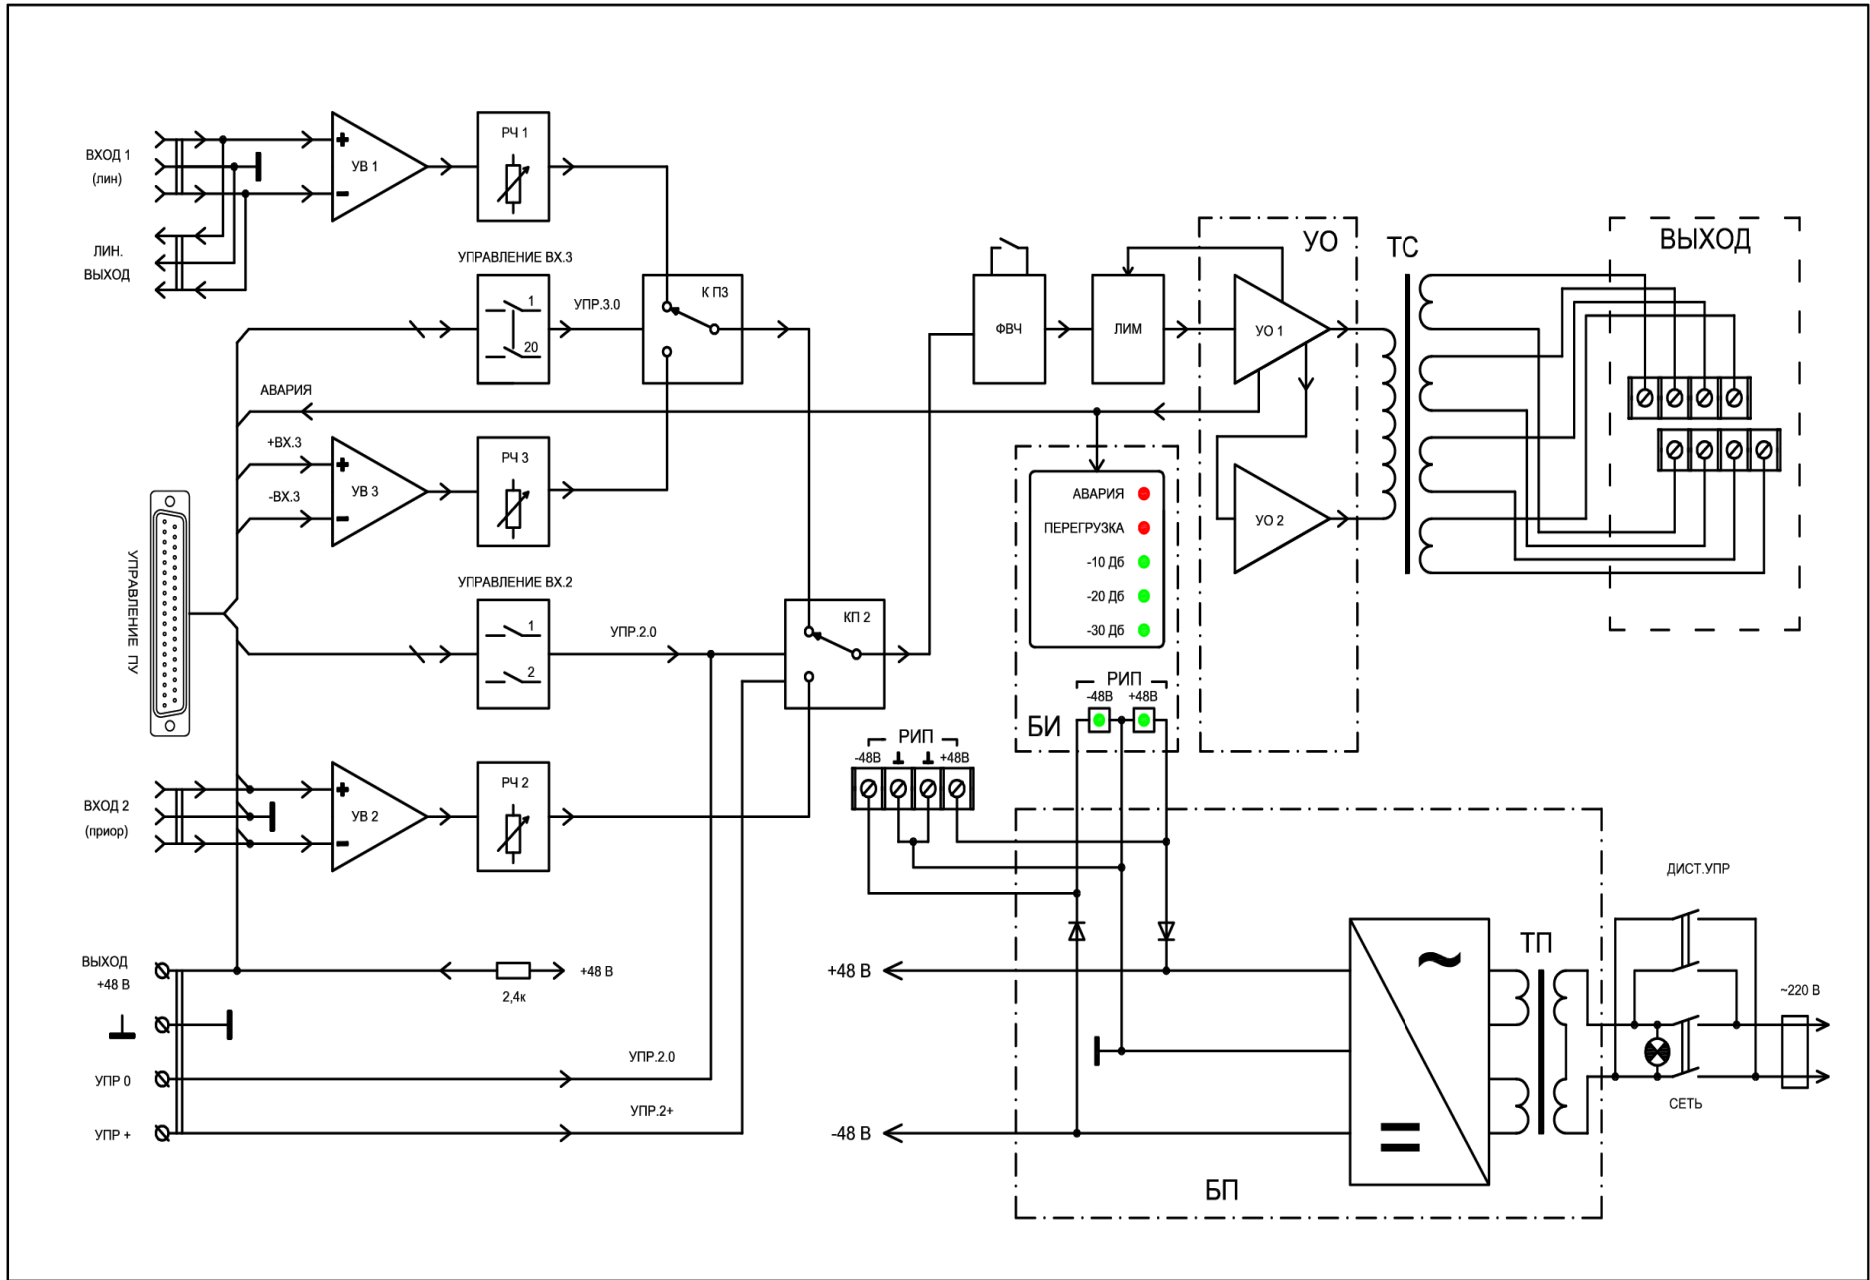 ВХОД 1
(лин)
ЛИН.
ВЫХОД
+
УВ 1
РЧ 1
УПРАВЛЕНИЕ ВХ.3
1
20
УПР.3.0
К П3
АВАРИЯ
+ВХ.3
-ВХ.3
+
УВ 3
РЧ 3
УПРАВЛЕНИЕ ПУ
УПРАВЛЕНИЕ ВХ.2
1
2
УПР.2.0
КП 2
ВХОД 2
(приор)
+
УВ 2
РЧ 2
ВЫХОД
+48 В
2,4к
+48 В
УПР 0
УПР.2.0
УПР +
УПР.2+
ФВЧ
ЛИМ
УО
УО 1
УО 2
ТС
ВЫХОД
АВАРИЯ
ПЕРЕГРУЗКА
-10 Дб
-20 Дб
-30 Дб
РИП
-48В +48В
БИ
РИП
-48В +48В
+48 В
-48 В
~
=
ТП
БП
ДИСТ.УПР
~220 В
СЕТЬ